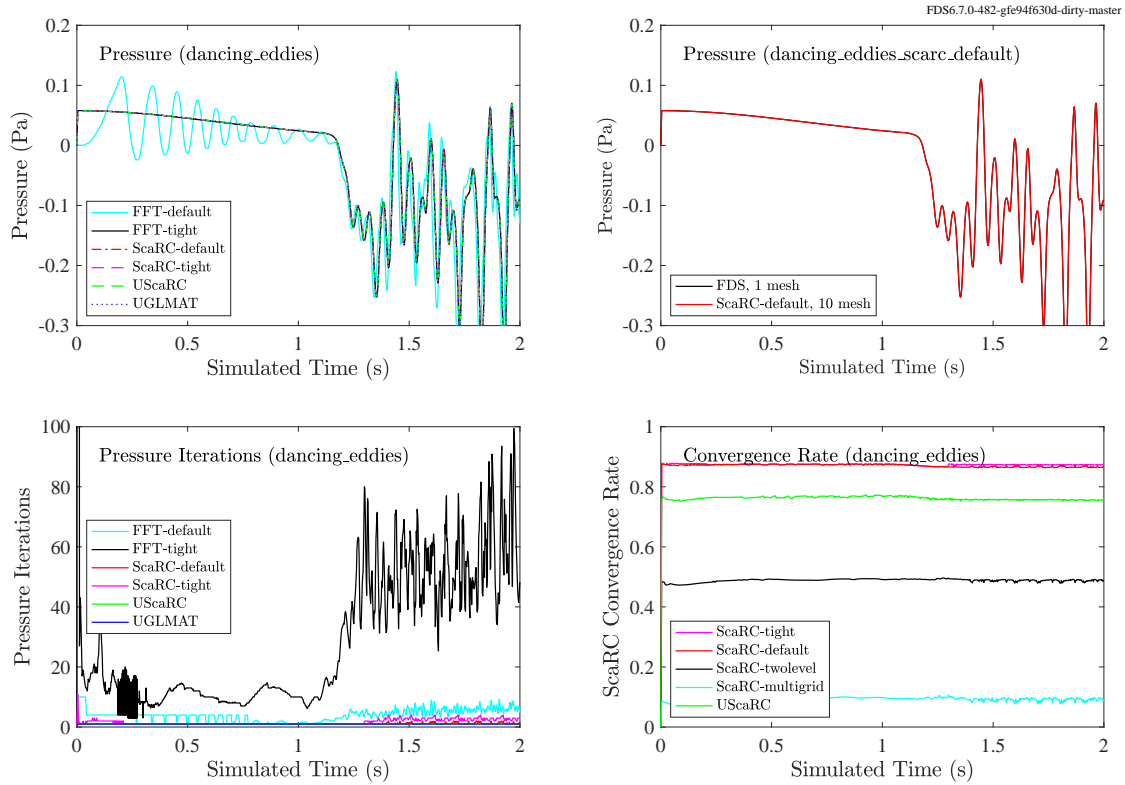 FDS6.7.0-482-gfe94f630d-dirty-master
Pressure (dancing_eddies)
0.2
0.1
0
-0.1
-0.2
-0.3
Pressure (Pa)
FFT-default
FFT-tight
ScaRC-default
ScaRC-tight
UScaRC
UGLMAT
0
0.5
1
1.5
2
Simulated Time (s)
Pressure (dancing_eddies_scarc_default)
0.2
0.1
0
-0.1
-0.2
-0.3
Pressure (Pa)
FDS, 1 mesh
ScaRC-default, 10 mesh
0
0.5
1
1.5
2
Simulated Time (s)
Pressure Iterations (dancing_eddies)
100
80
60
40
20
0
Pressure Iterations
FFT-default
FFT-tight
ScaRC-default
ScaRC-tight
UScaRC
UGLMAT
0
0.5
1
1.5
2
Simulated Time (s)
Convergence Rate (dancing_eddies)
1
0.8
0.6
0.4
0.2
0
ScaRC Convergence Rate
ScaRC-tight
ScaRC-default
ScaRC-twolevel
ScaRC-multigrid
UScaRC
0
0.5
1
1.5
2
Simulated Time (s)